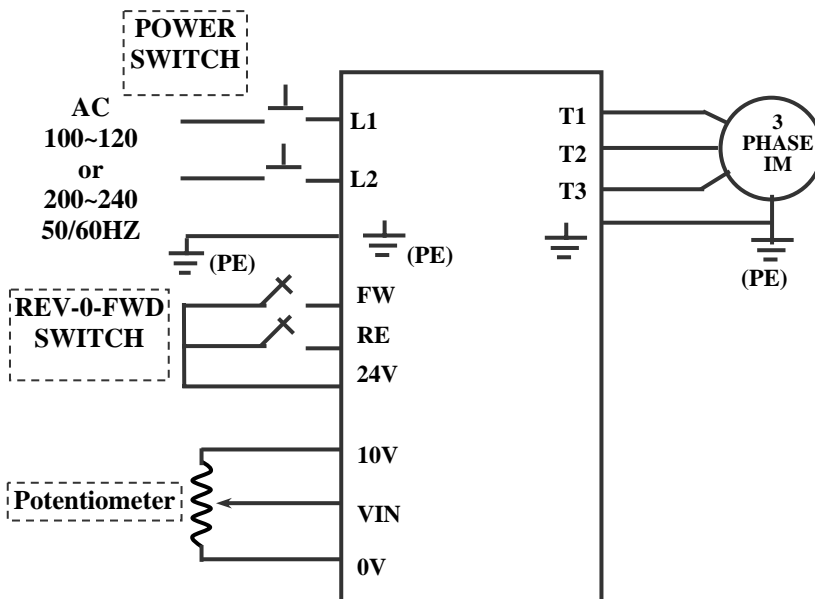 POWER
SWITCH
AC
100~120
or
200~240
50/60HZ
L1
L2
(PE)
(PE)
REV-0-FWD
SWITCH
FW
RE
24V
10V
Potentiometer
VIN
0V
T1
T2
T3
3
PHASE
IM
(PE)